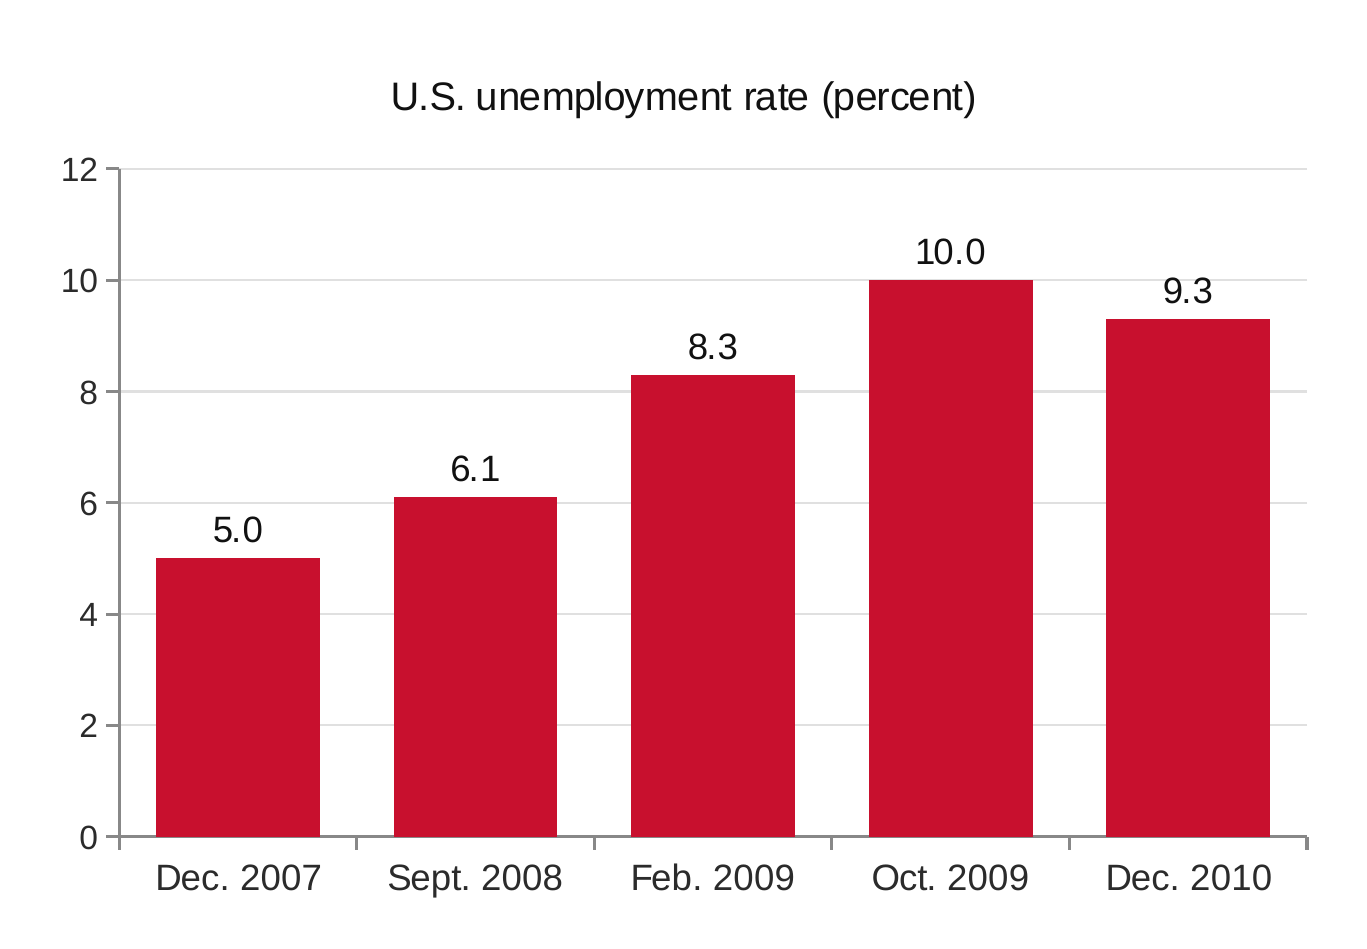 U.S. unemployment rate (percent)
12
10
8
6
4
2
0
5.0
6.1
8.3
10.0
9.3
Dec. 2007
Sept. 2008
Feb. 2009
Oct. 2009
Dec. 2010